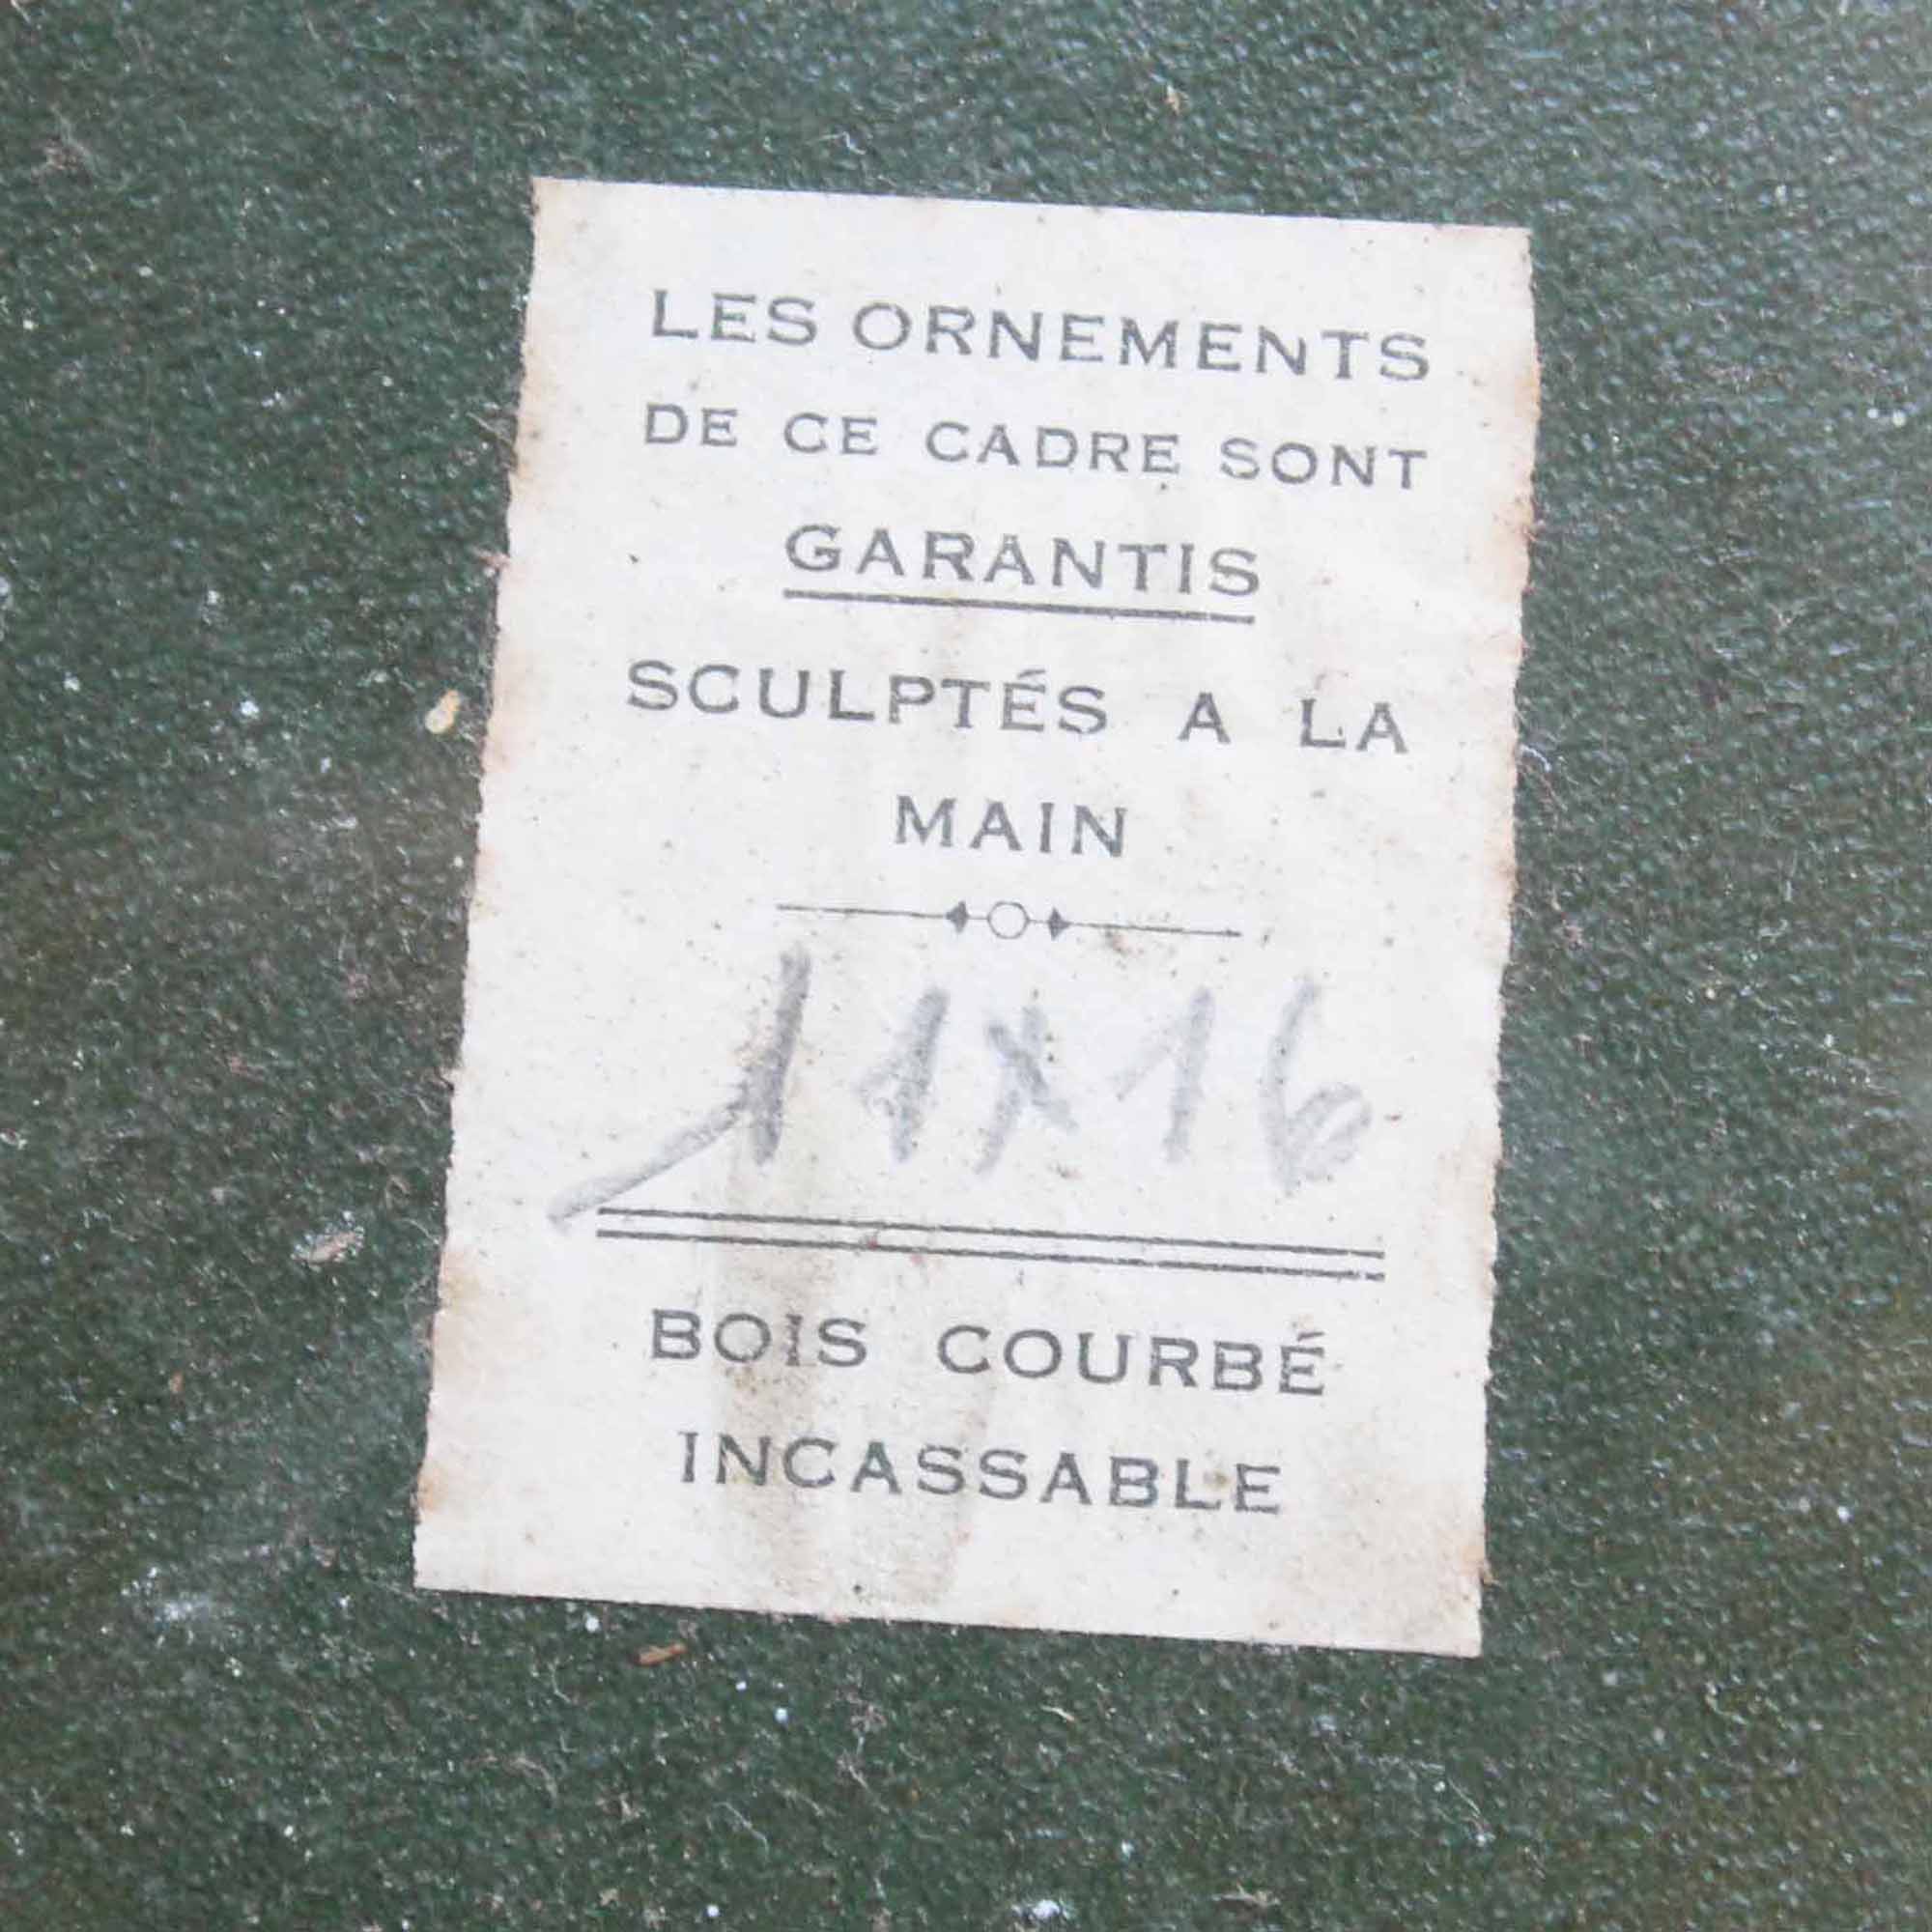 LES ORNEMENTS
DE CE CADRE SONT
GARANTIS
SCULPTÉS A LA
MAIN
11x16
BOIS COURBÉ
INCASSABLE